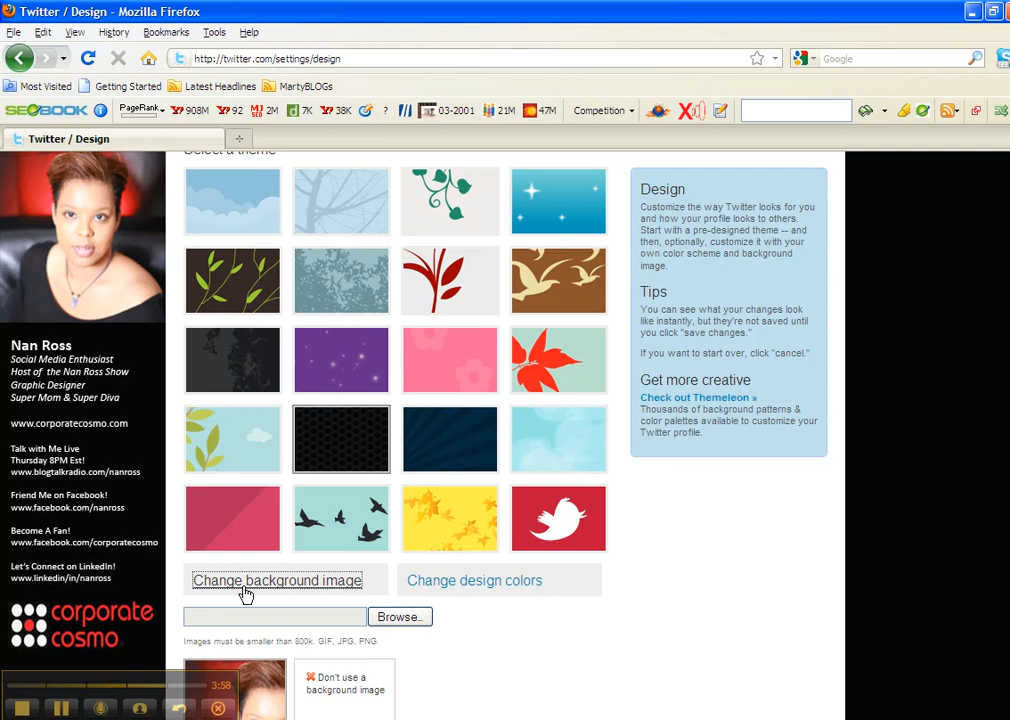 Twitter / Design - Mozilla Firefox
File Edit View History Bookmarks Tools Help
http://twitter.com/settings/design
Google
Most Visited Getting Started Latest Headlines MartyBLOGs
SEOBOOK PageRank 908M 92 2M 7K 38K ? 03-2001 21M 47M Competition
Twitter / Design
Select a theme
Nan Ross
Social Media Enthusiast
Host of the Nan Ross Show
Graphic Designer
Super Mom & Super Diva
www.corporatecosmo.com
Talk with Me Live
Thursday 8PM Est!
www.blogtalkradio.com/nanross
Friend Me on Facebook!
www.facebook.com/nanross
Become A Fan!
www.facebook.com/corporatecosmo
Let's Connect on LinkedIn!
www.linkedin/in/nanross
corporate
cosmo
Design
Customize the way Twitter looks for you
and how your profile looks to others.
Start with a pre-designed theme -- and
then, optionally, customize it with your
own color scheme and background
image.
Tips
You can see what your changes look
like instantly, but they're not saved until
you click "save changes."
If you want to start over, click "cancel."
Get more creative
Check out Themeleon »
Thousands of background patterns &
color palettes available to customize your
Twitter profile.
Change background image
Change design colors
Browse...
Images must be smaller than 800k. GIF, JPG, PNG.
Don't use a
background image
3:58